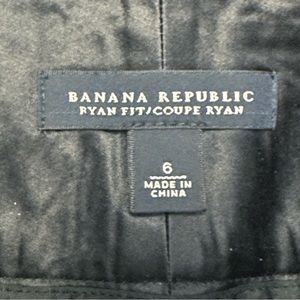 BANANA REPUBLIC
RYAN FIT/COUPE RYAN
6
MADE IN
CHINA